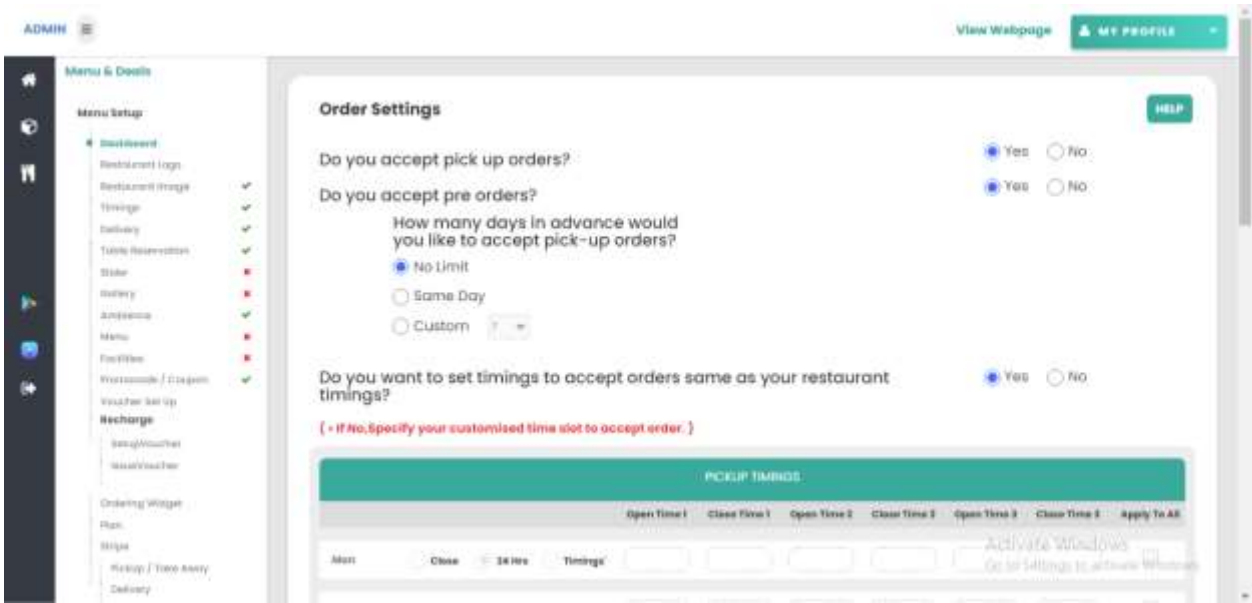 ADMIN
View Webpage
MY PROFILE
Menu & Deals
Menu Setup
Dashboard
Restaurant Logo
Restaurant Image
Timings
Delivery
Table Reservation
Slider
Gallery
Ambience
Menu
Facilities
Promocode / Coupon
Voucher Set Up
Recharge
SetupVoucher
IssueVoucher
Ordering Widget
Plan
Stripe
Pickup / Take Away
Delivery
Order Settings
HELP
Do you accept pick up orders?
Yes No
Do you accept pre orders?
Yes No
How many days in advance would
you like to accept pick-up orders?
No Limit
Same Day
Custom 7
Do you want to set timings to accept orders same as your restaurant
timings?
Yes No
( * If No,Specify your customised time slot to accept order. )
PICKUP TIMINGS
Open Time 1 Close Time 1 Open Time 2 Close Time 2 Open Time 3 Close Time 3 Apply To All
Mon Close 24 Hrs Timings
Activate Windows
Go to Settings to activate Windows